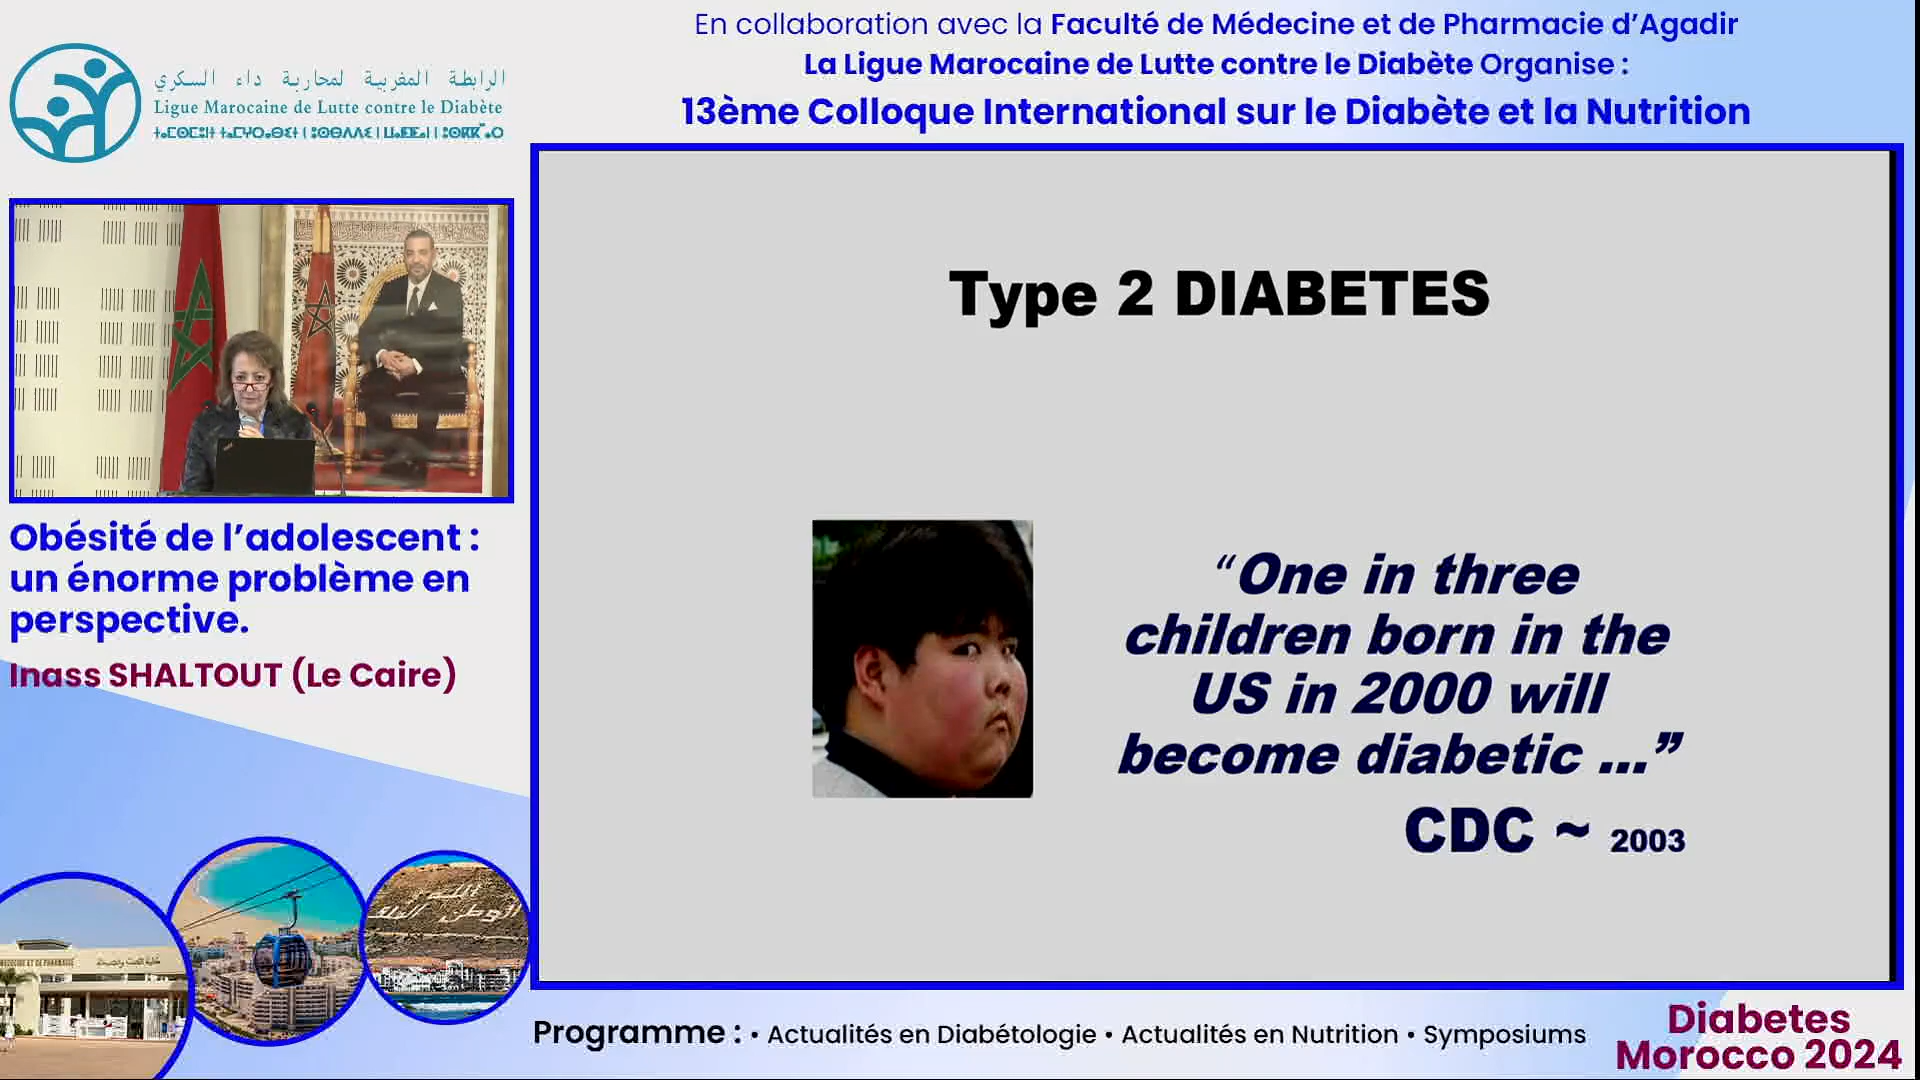 En collaboration avec la Faculté de Médecine et de Pharmacie d’Agadir
La Ligue Marocaine de Lutte contre le Diabète Organise :
13ème Colloque International sur le Diabète et la Nutrition
الرابطة المغربية لمحاربة داء السكري
Ligue Marocaine de Lutte contre le Diabète
Type 2 DIABETES
“One in three
children born in the
US in 2000 will
become diabetic ...”
CDC ~ 2003
Obésité de l’adolescent :
un énorme problème en
perspective.
Inass SHALTOUT (Le Caire)
الله
الوطن الملك
Programme : • Actualités en Diabétologie • Actualités en Nutrition • Symposiums
Diabetes
Morocco 2024